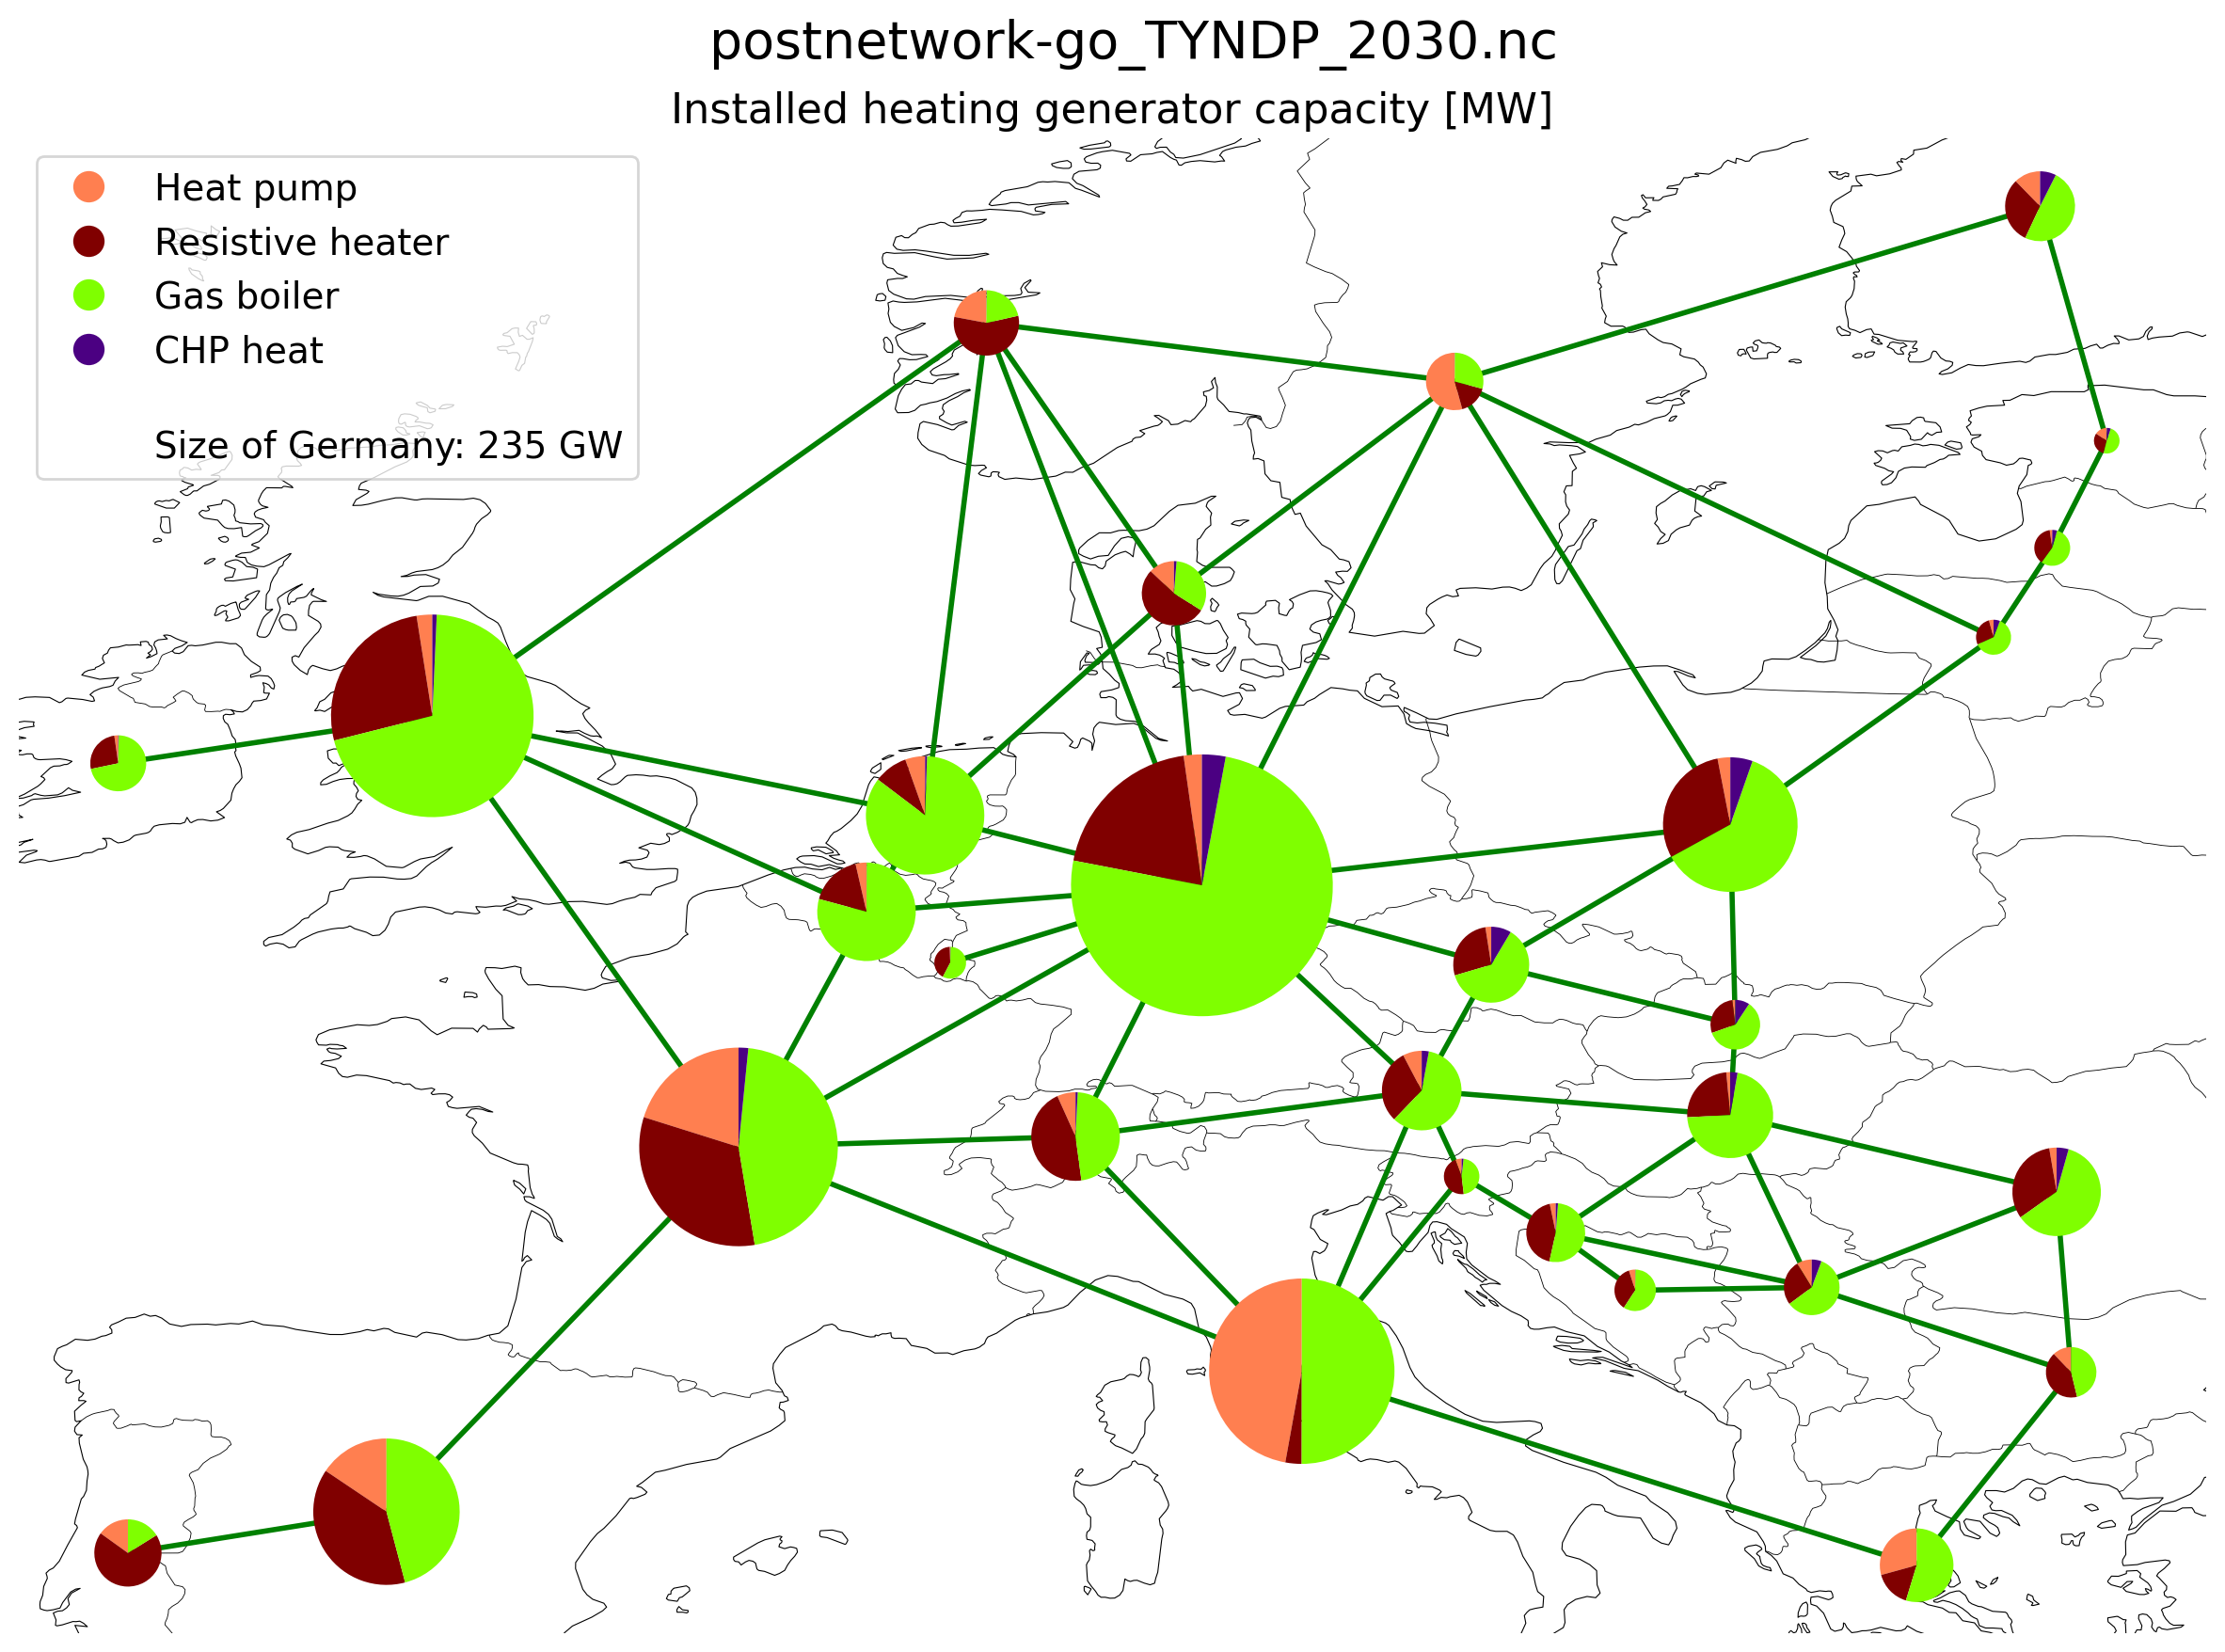 postnetwork-go_TYNDP_2030.nc
Installed heating generator capacity [MW]
Heat pump
Resistive heater
Gas boiler
CHP heat
Size of Germany: 235 GW